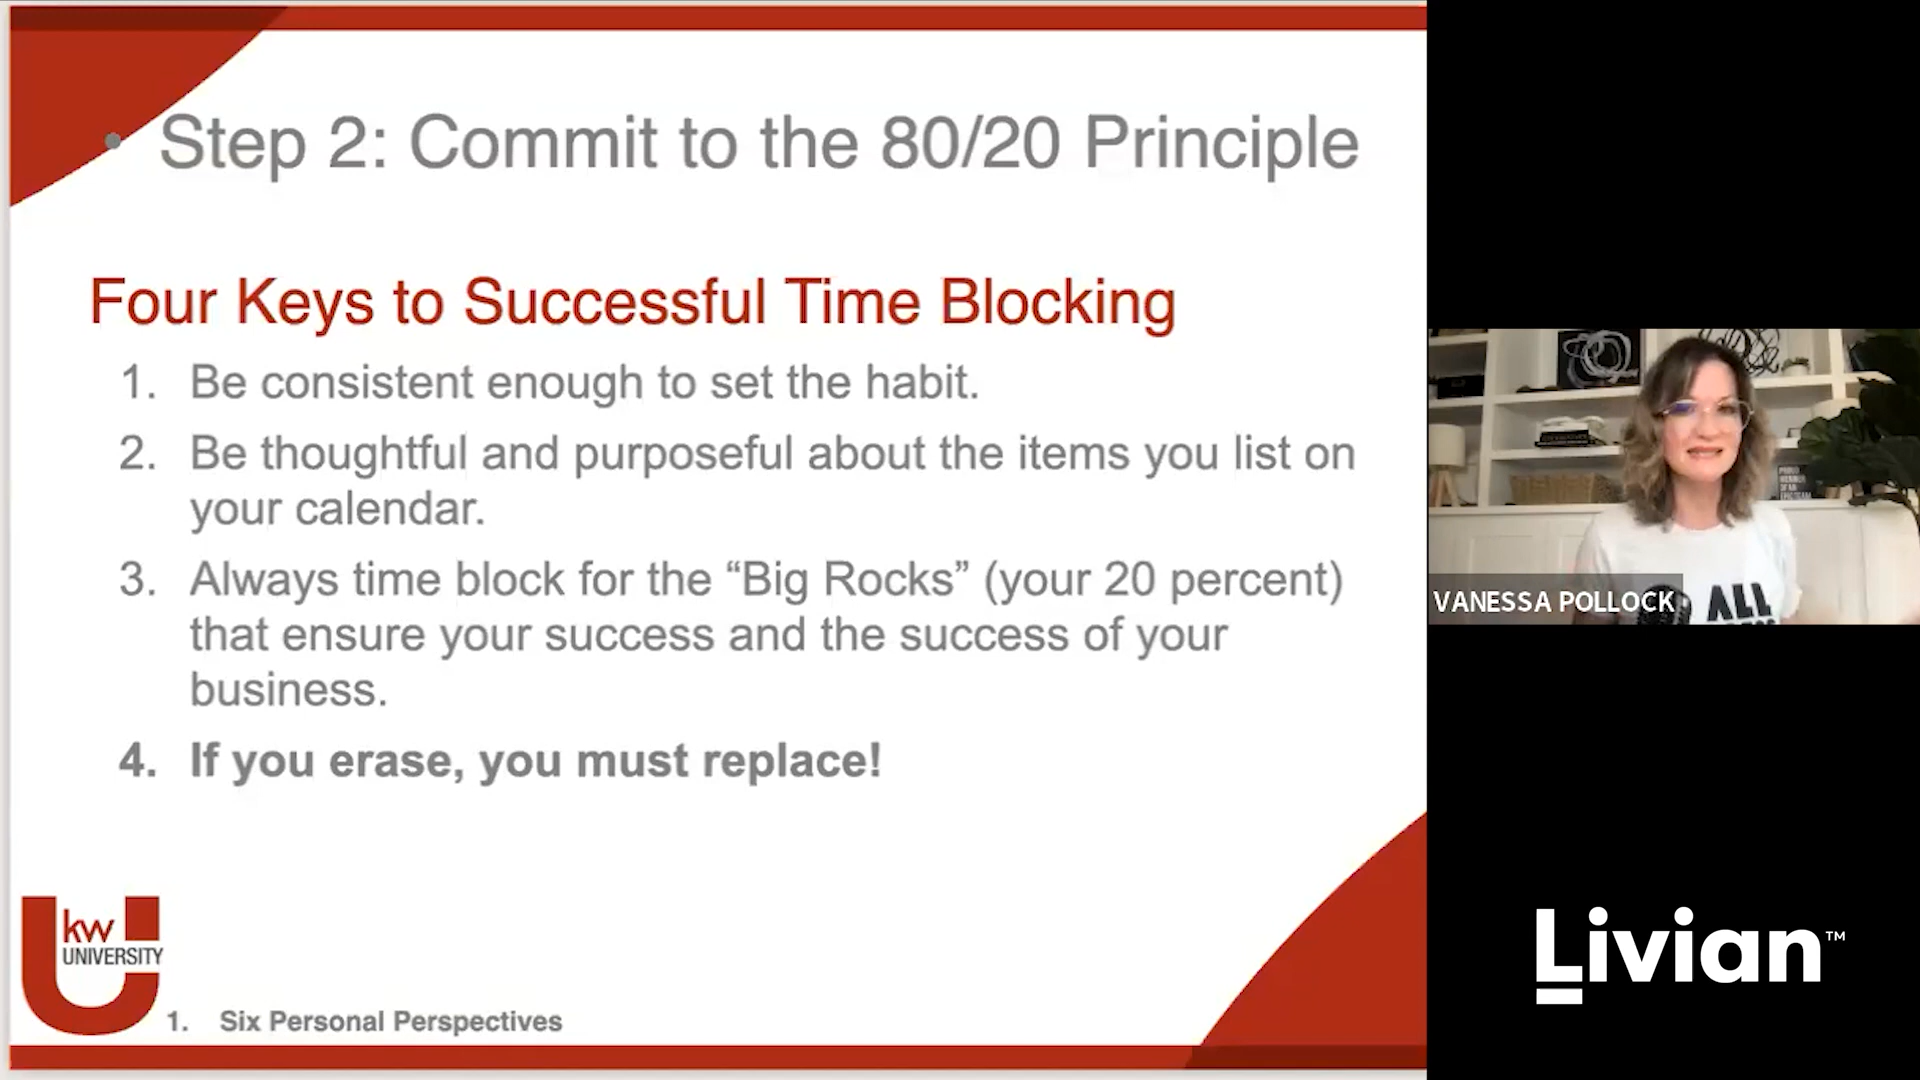 • Step 2: Commit to the 80/20 Principle
Four Keys to Successful Time Blocking
1. Be consistent enough to set the habit.
2. Be thoughtful and purposeful about the items you list on
your calendar.
3. Always time block for the “Big Rocks” (your 20 percent)
that ensure your success and the success of your
business.
4. If you erase, you must replace!
kw
UNIVERSITY
1. Six Personal Perspectives
VANESSA POLLOCK
ALL
Livian™